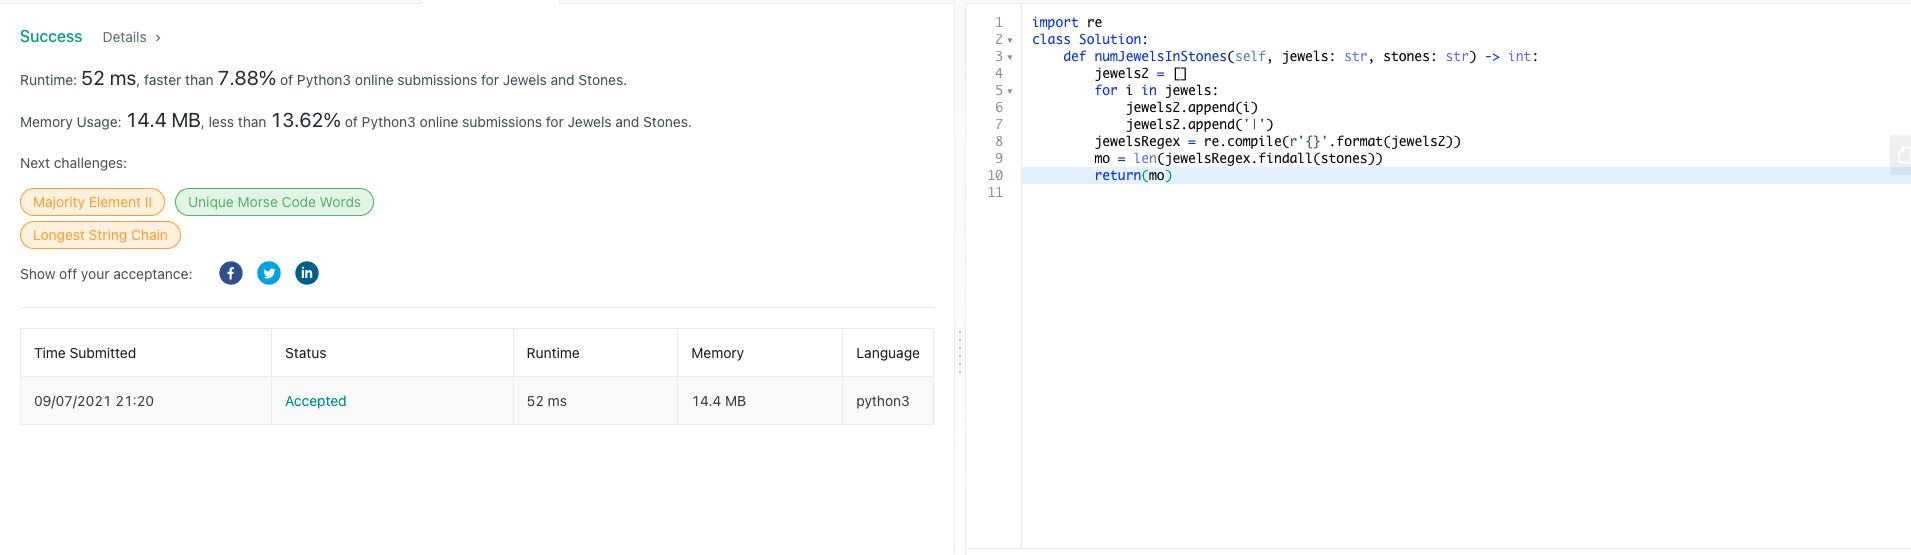 Success Details >
Runtime: 52 ms, faster than 7.88% of Python3 online submissions for Jewels and Stones.
Memory Usage: 14.4 MB, less than 13.62% of Python3 online submissions for Jewels and Stones.
Next challenges:
Majority Element II Unique Morse Code Words
Longest String Chain
Show off your acceptance: f in
Time Submitted Status Runtime Memory Language
09/07/2021 21:20 Accepted 52 ms 14.4 MB python3
1 import re
2 class Solution:
3     def numJewelsInStones(self, jewels: str, stones: str) -> int:
4         jewels2 = []
5         for i in jewels:
6             jewels2.append(i)
7             jewels2.append('|')
8         jewelsRegex = re.compile(r'{}'.format(jewels2))
9         mo = len(jewelsRegex.findall(stones))
10         return(mo)
11